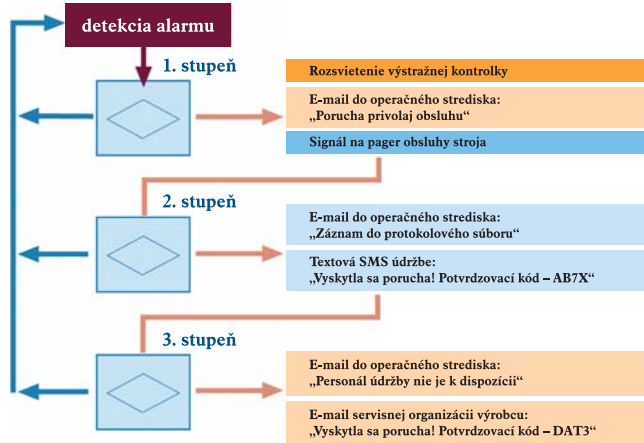 detekcia alarmu
1. stupeň
Rozsvietenie výstražnej kontrolky
E-mail do operačného strediska:
„Porucha privolaj obsluhu“
Signál na pager obsluhy stroja
2. stupeň
E-mail do operačného strediska:
„Záznam do protokolového súboru“
Textová SMS údržbe:
„Vyskytla sa porucha! Potvrdzovací kód – AB7X“
3. stupeň
E-mail do operačného strediska:
„Personál údržby nie je k dispozícii“
E-mail servisnej organizácii výrobcu:
„Vyskytla sa porucha! Potvrdzovací kód – DAT3“